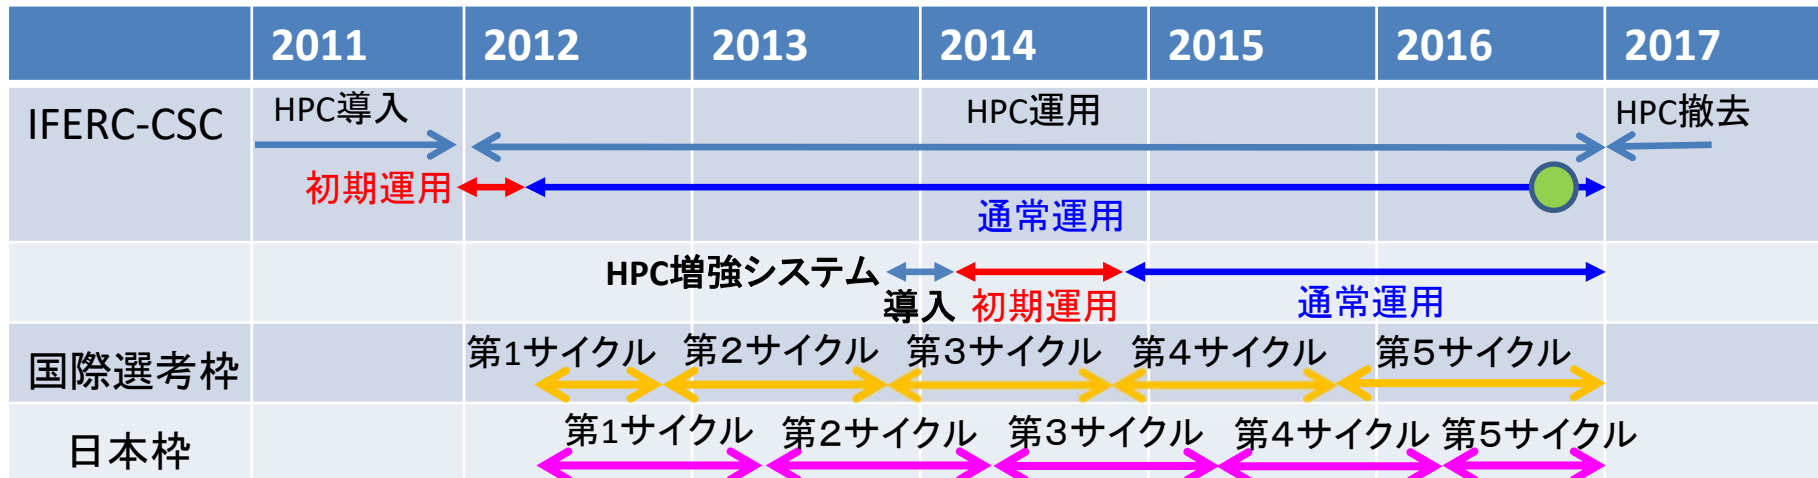 2011 2012 2013 2014 2015 2016 2017
IFERC-CSC HPC導入 HPC運用 HPC撤去
初期運用
通常運用
HPC増強システム
導入 初期運用 通常運用
国際選考枠 第1サイクル 第２サイクル 第３サイクル 第４サイクル 第５サイクル
日本枠 第1サイクル 第２サイクル 第３サイクル 第４サイクル 第５サイクル